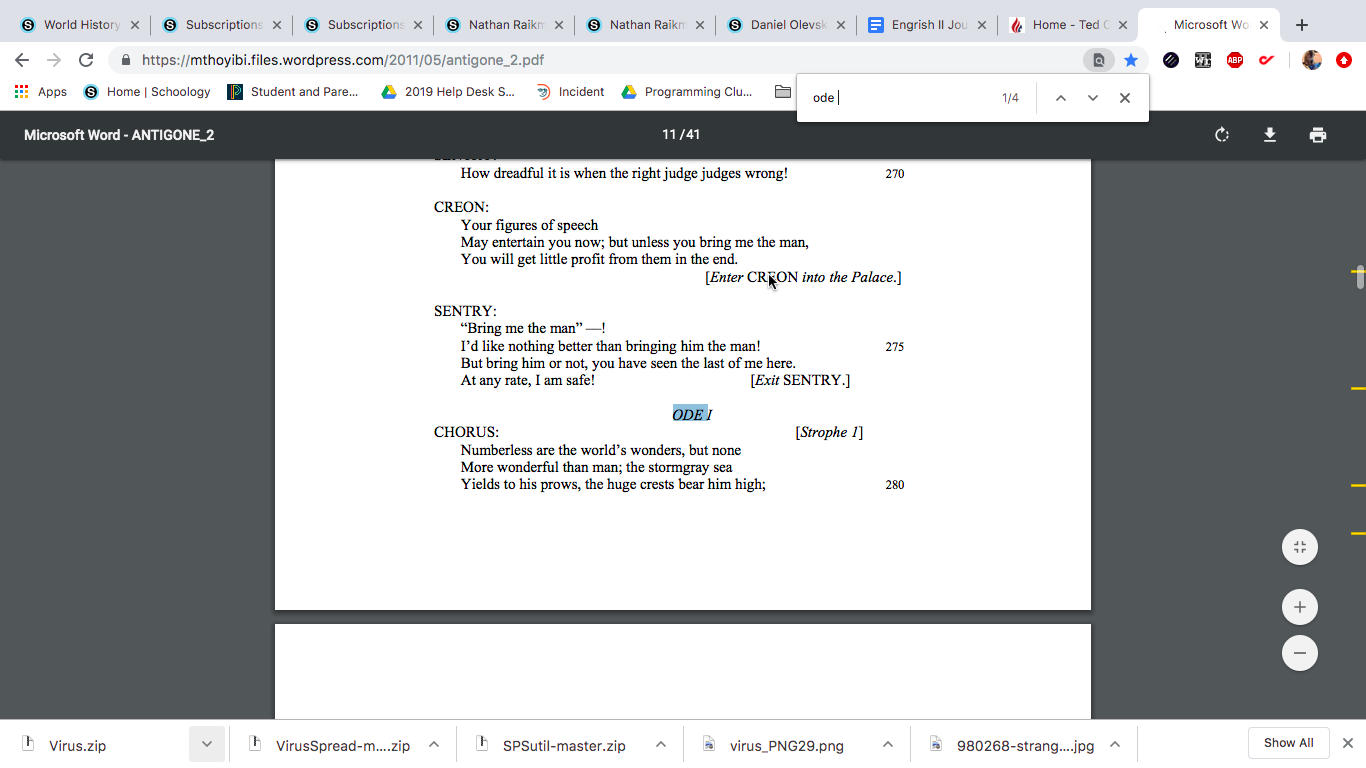 World History
Subscriptions
Subscriptions
Nathan Raikm
Nathan Raikm
Daniel Olevsk
Engrish II Jou
Home - Ted C
Microsoft Wo
https://mthoyibi.files.wordpress.com/2011/05/antigone_2.pdf
ABP
Apps
Home | Schoology
Student and Pare...
2019 Help Desk S...
Incident
Programming Clu...
ode
1/4
Microsoft Word - ANTIGONE_2
11 / 41
How dreadful it is when the right judge judges wrong! 270
CREON:
Your figures of speech
May entertain you now; but unless you bring me the man,
You will get little profit from them in the end.
[Enter CREON into the Palace.]
SENTRY:
“Bring me the man” —!
I’d like nothing better than bringing him the man! 275
But bring him or not, you have seen the last of me here.
At any rate, I am safe! [Exit SENTRY.]
ODE I
CHORUS: [Strophe 1]
Numberless are the world’s wonders, but none
More wonderful than man; the stormgray sea
Yields to his prows, the huge crests bear him high; 280
Virus.zip
VirusSpread-m....zip
SPSutil-master.zip
virus_PNG29.png
980268-strang....jpg
Show All